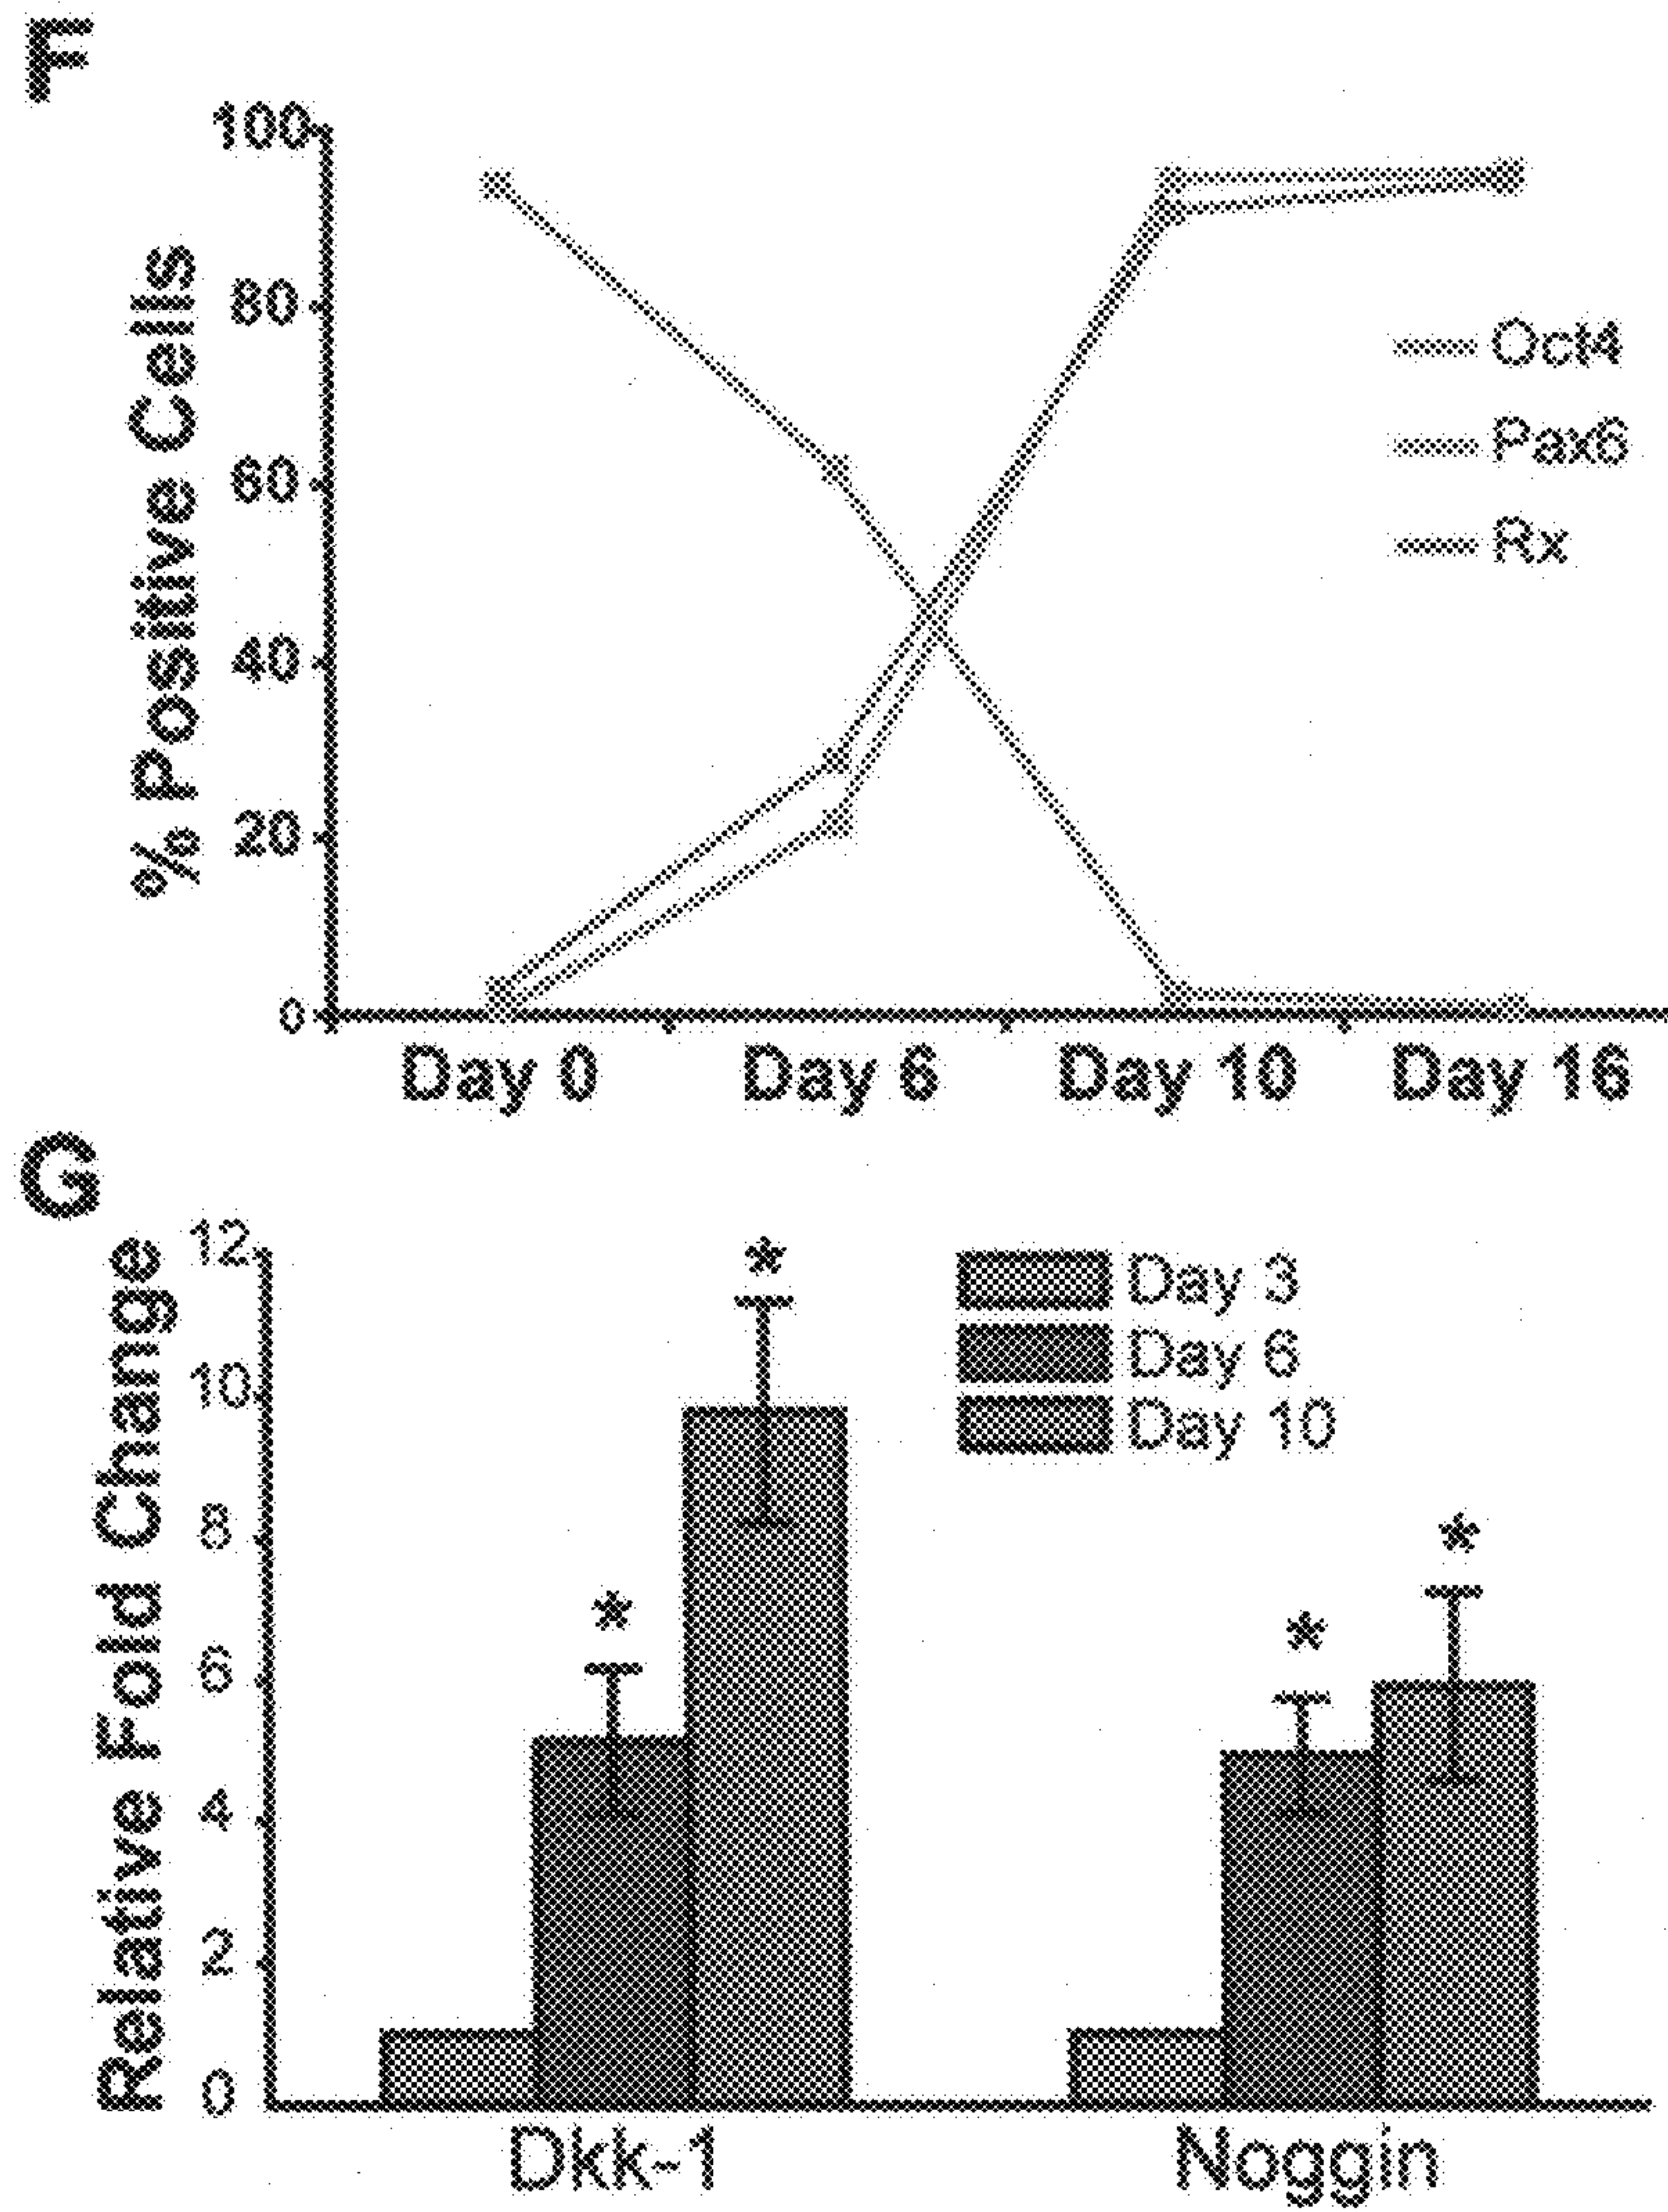 F
100
80
60
40
20
0
% Positive Cells
Oct4
Pax6
Rx
Day 0 Day 6 Day 10 Day 16
G
12
10
8
6
4
2
0
Relative Fold Change
* * * *
Day 3
Day 6
Day 10
Dkk-1 Noggin